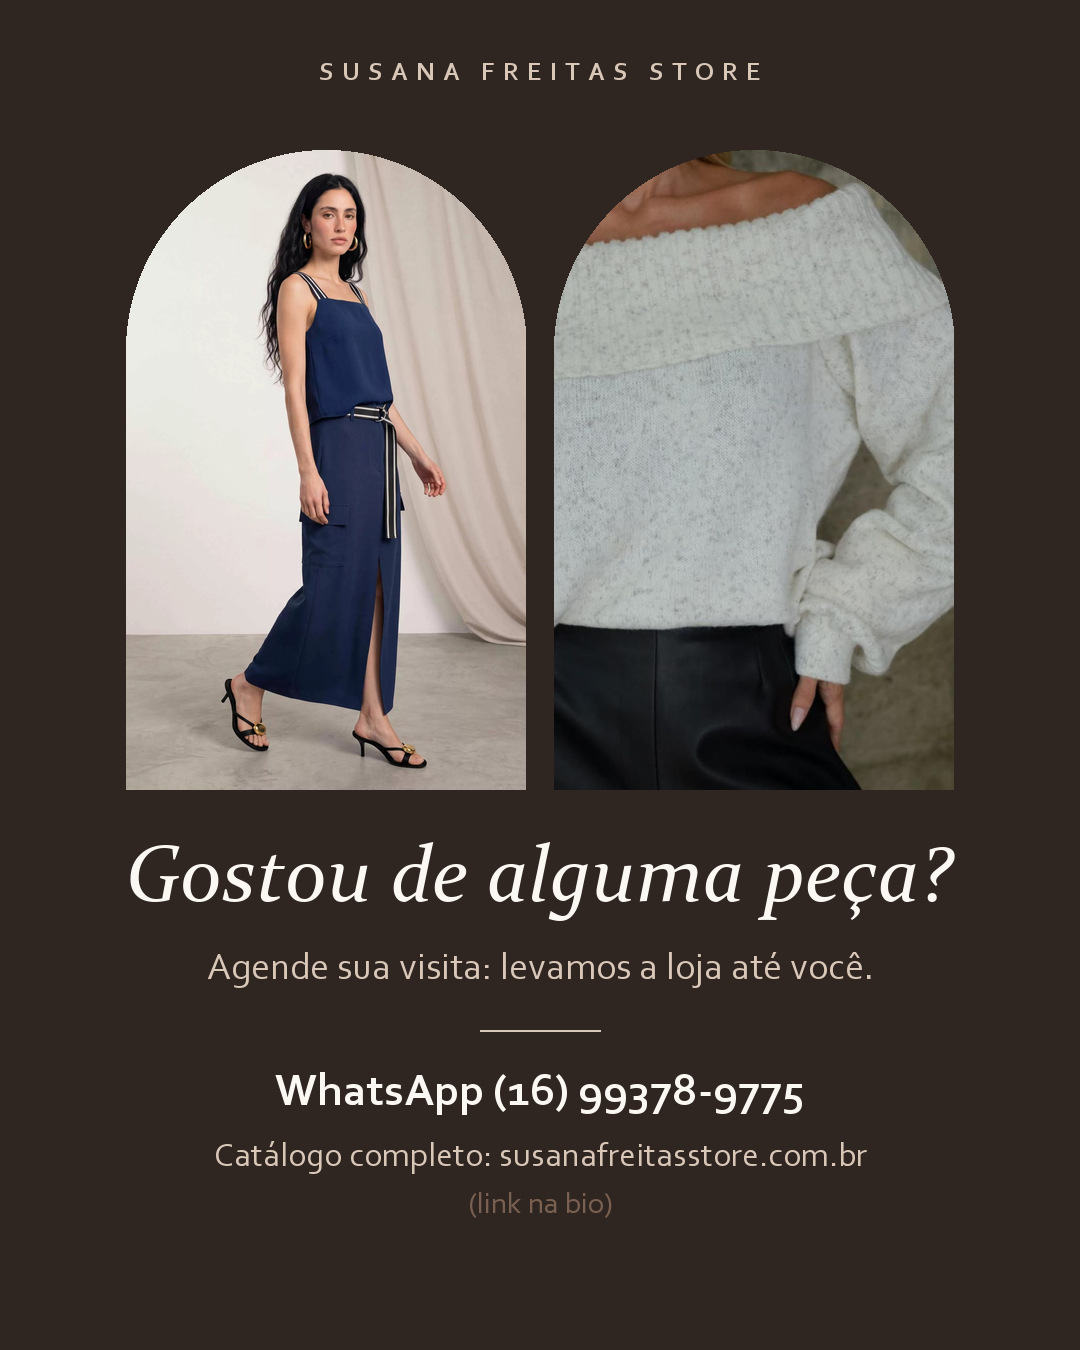 SUSANA FREITAS STORE
Gostou de alguma peça?
Agende sua visita: levamos a loja até você.
WhatsApp (16) 99378-9775
Catálogo completo: susanafreitasstore.com.br
(link na bio)